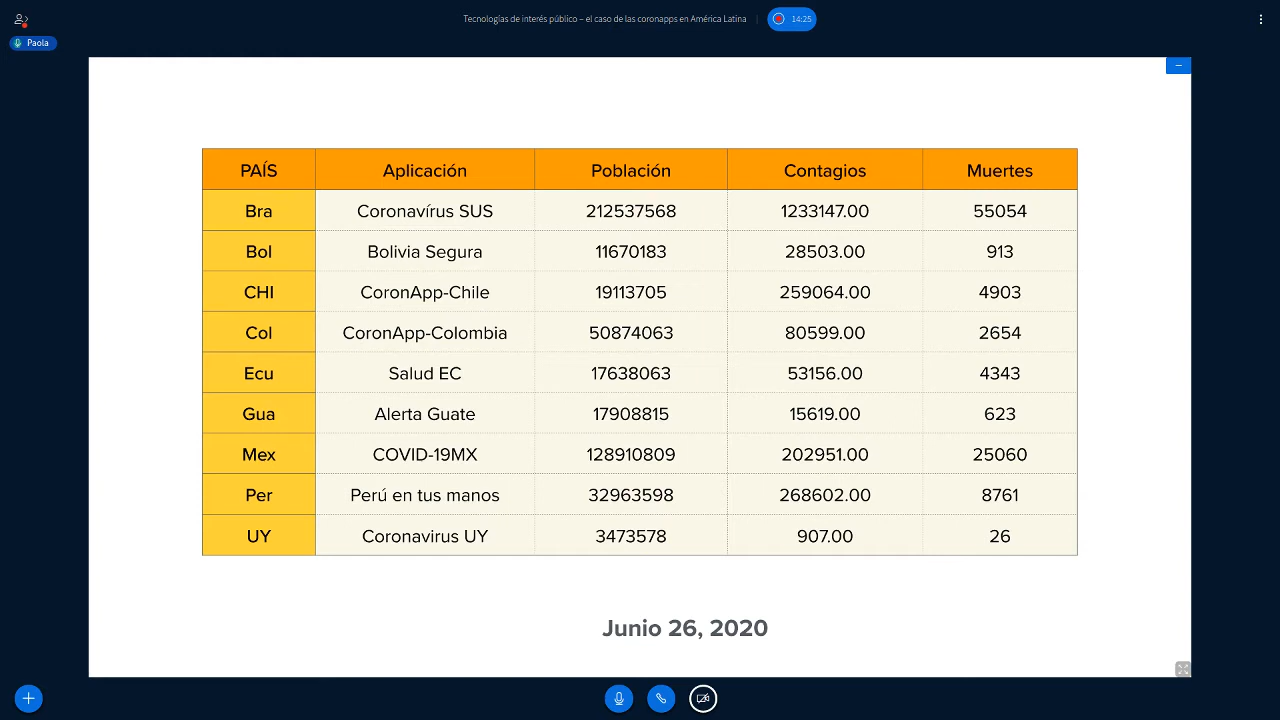 Tecnologías de interés público – el caso de las coronapps en América Latina 14:25
Paola
PAÍS Aplicación Población Contagios Muertes
Bra Coronavírus SUS 212537568 1233147.00 55054
Bol Bolivia Segura 11670183 28503.00 913
CHI CoronApp-Chile 19113705 259064.00 4903
Col CoronApp-Colombia 50874063 80599.00 2654
Ecu Salud EC 17638063 53156.00 4343
Gua Alerta Guate 17908815 15619.00 623
Mex COVID-19MX 128910809 202951.00 25060
Per Perú en tus manos 32963598 268602.00 8761
UY Coronavirus UY 3473578 907.00 26
Junio 26, 2020